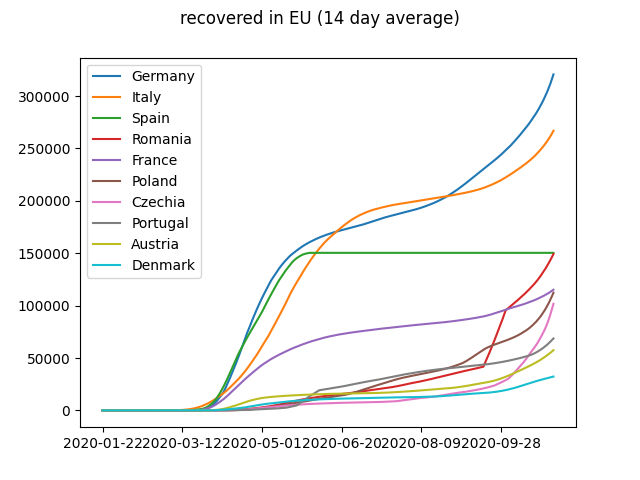 recovered in EU (14 day average)
Germany
Italy
Spain
Romania
France
Poland
Czechia
Portugal
Austria
Denmark
300000
250000
200000
150000
100000
50000
0
2020-01-22 2020-03-12 2020-05-01 2020-06-20 2020-08-09 2020-09-28